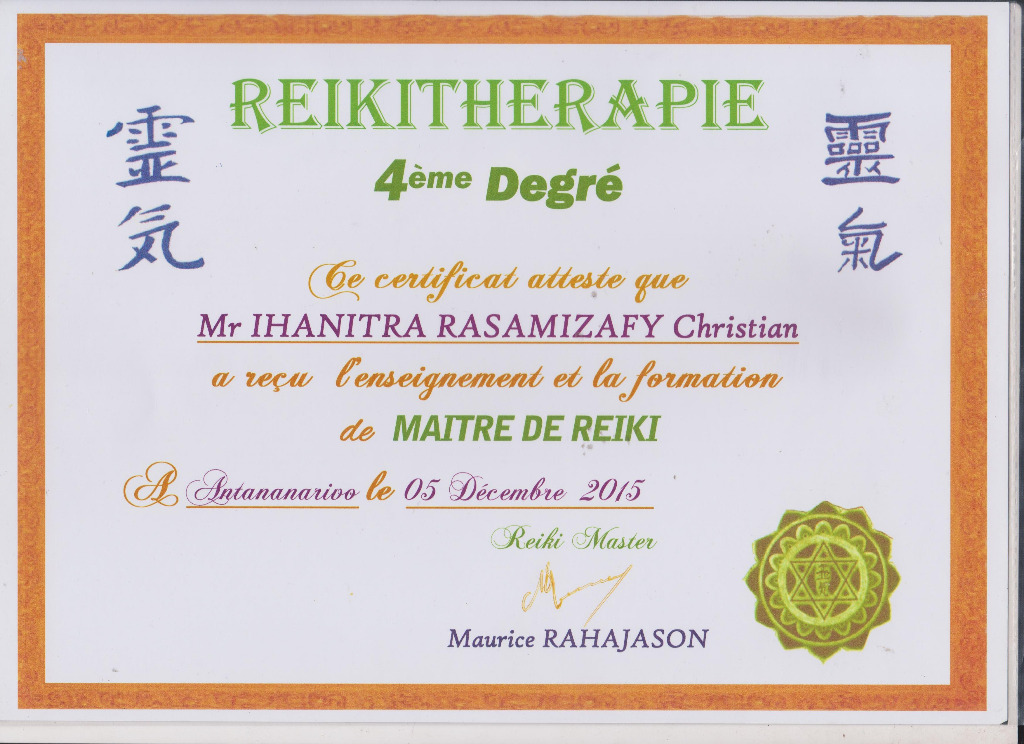 REIKITHERAPIE
靈気
靈氣
4ème Degré
Ce certificat atteste que
Mr IHANITRA RASAMIZAFY Christian
a reçu l'enseignement et la formation
de MAITRE DE REIKI
A Antananarivo le 05 Décembre 2015
Reiki Master
Maurice RAHAJASON